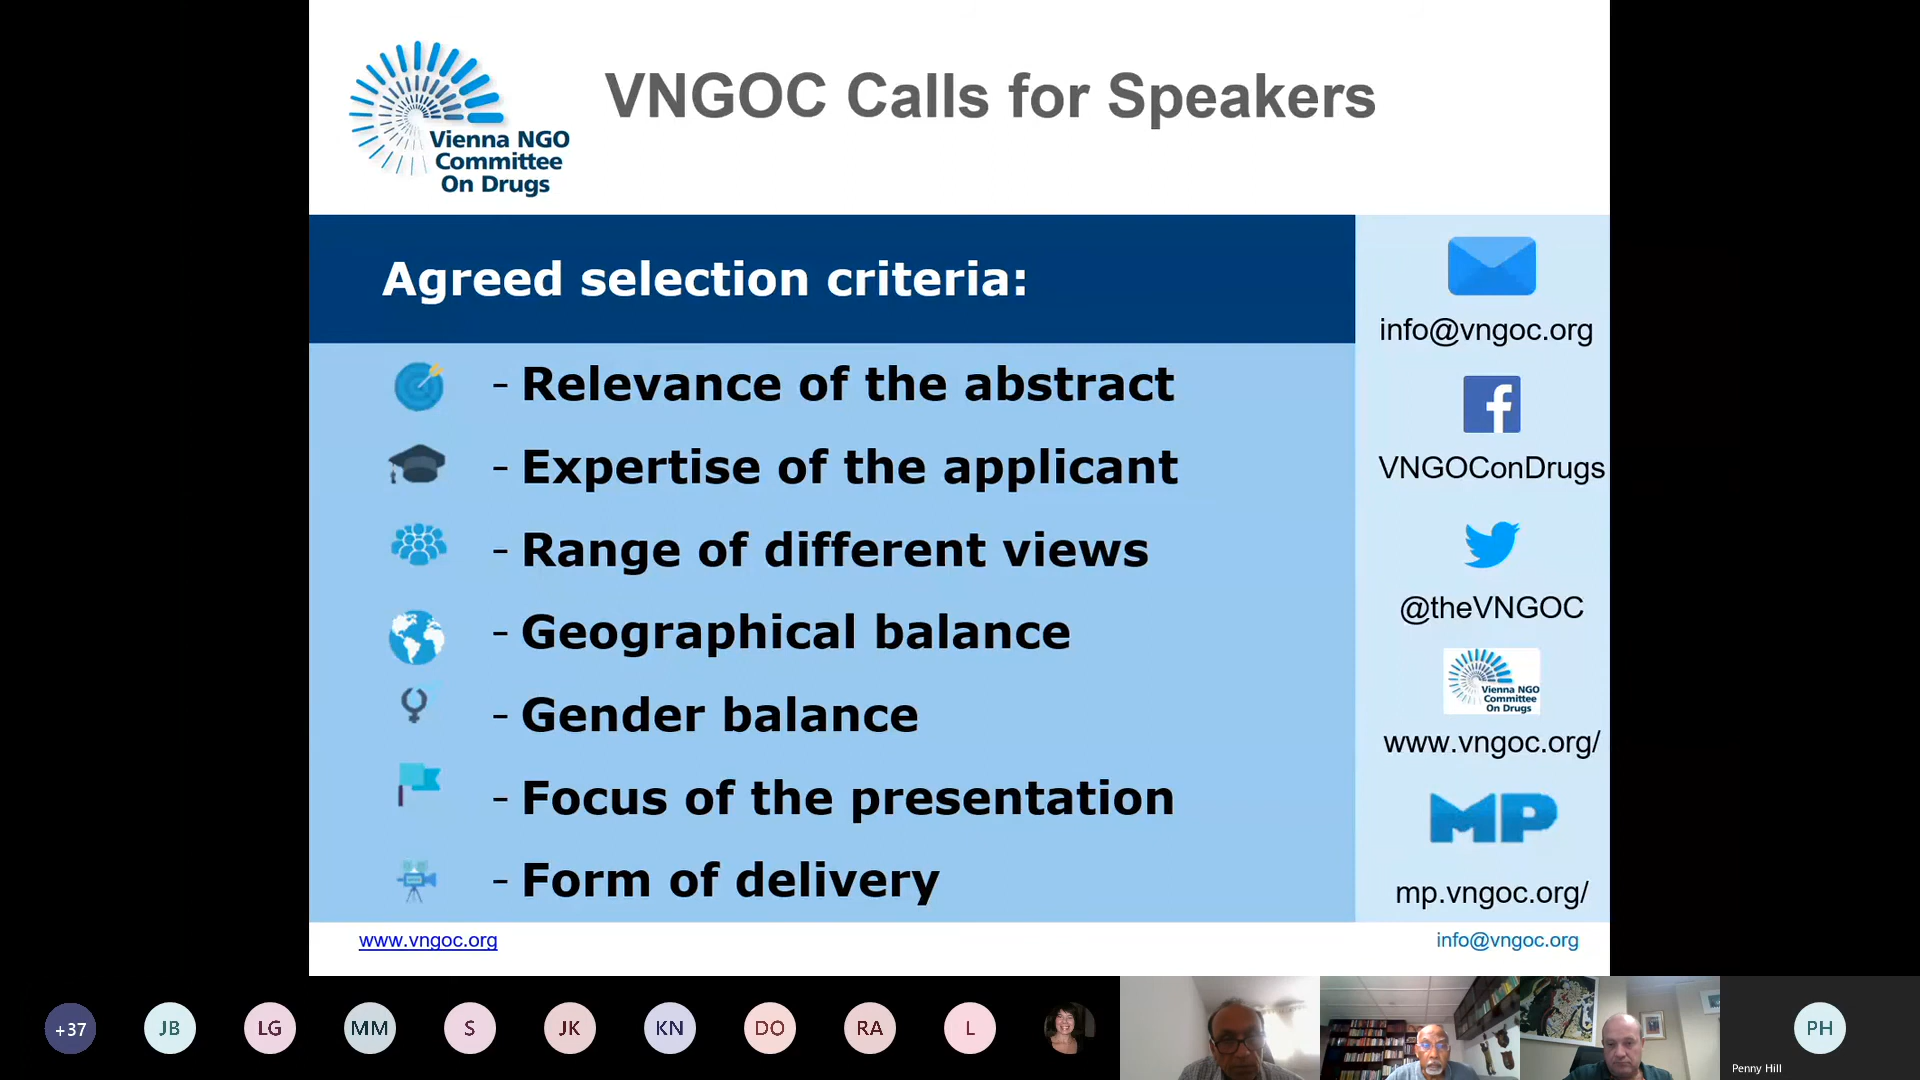 VNGOC Calls for Speakers
Vienna NGO
Committee
On Drugs
Agreed selection criteria:
- Relevance of the abstract
- Expertise of the applicant
- Range of different views
- Geographical balance
- Gender balance
- Focus of the presentation
- Form of delivery
info@vngoc.org
VNGOConDrugs
@theVNGOC
Vienna NGO
Committee
On Drugs
www.vngoc.org/
MP
mp.vngoc.org/
www.vngoc.org
info@vngoc.org
+37
JB
LG
MM
S
JK
KN
DO
RA
L
PH
Penny Hill